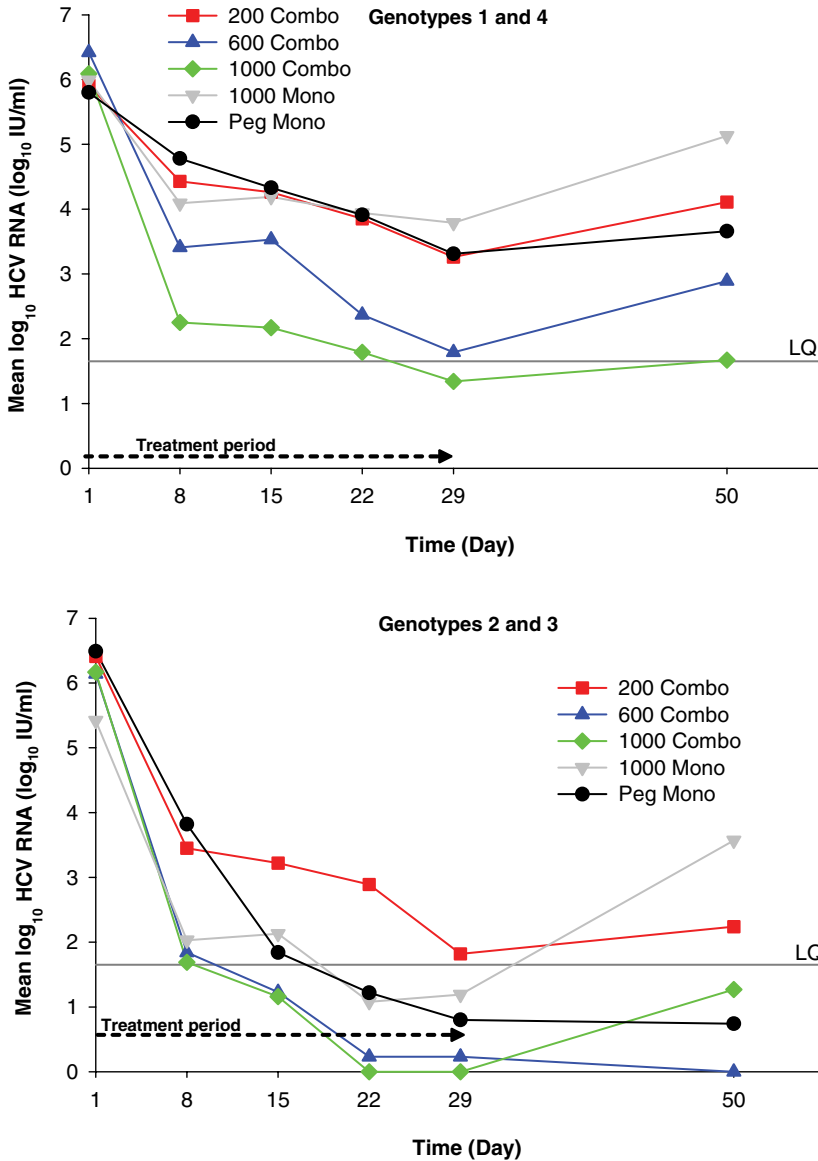 Genotypes 1 and 4
200 Combo
600 Combo
1000 Combo
1000 Mono
Peg Mono
Mean log10 HCV RNA (log10 IU/ml)
7
6
5
4
3
2
1
0
LQ
Treatment period
1 8 15 22 29 50
Time (Day)
Genotypes 2 and 3
200 Combo
600 Combo
1000 Combo
1000 Mono
Peg Mono
Mean log10 HCV RNA (log10 IU/ml)
7
6
5
4
3
2
1
0
LQ
Treatment period
1 8 15 22 29 50
Time (Day)